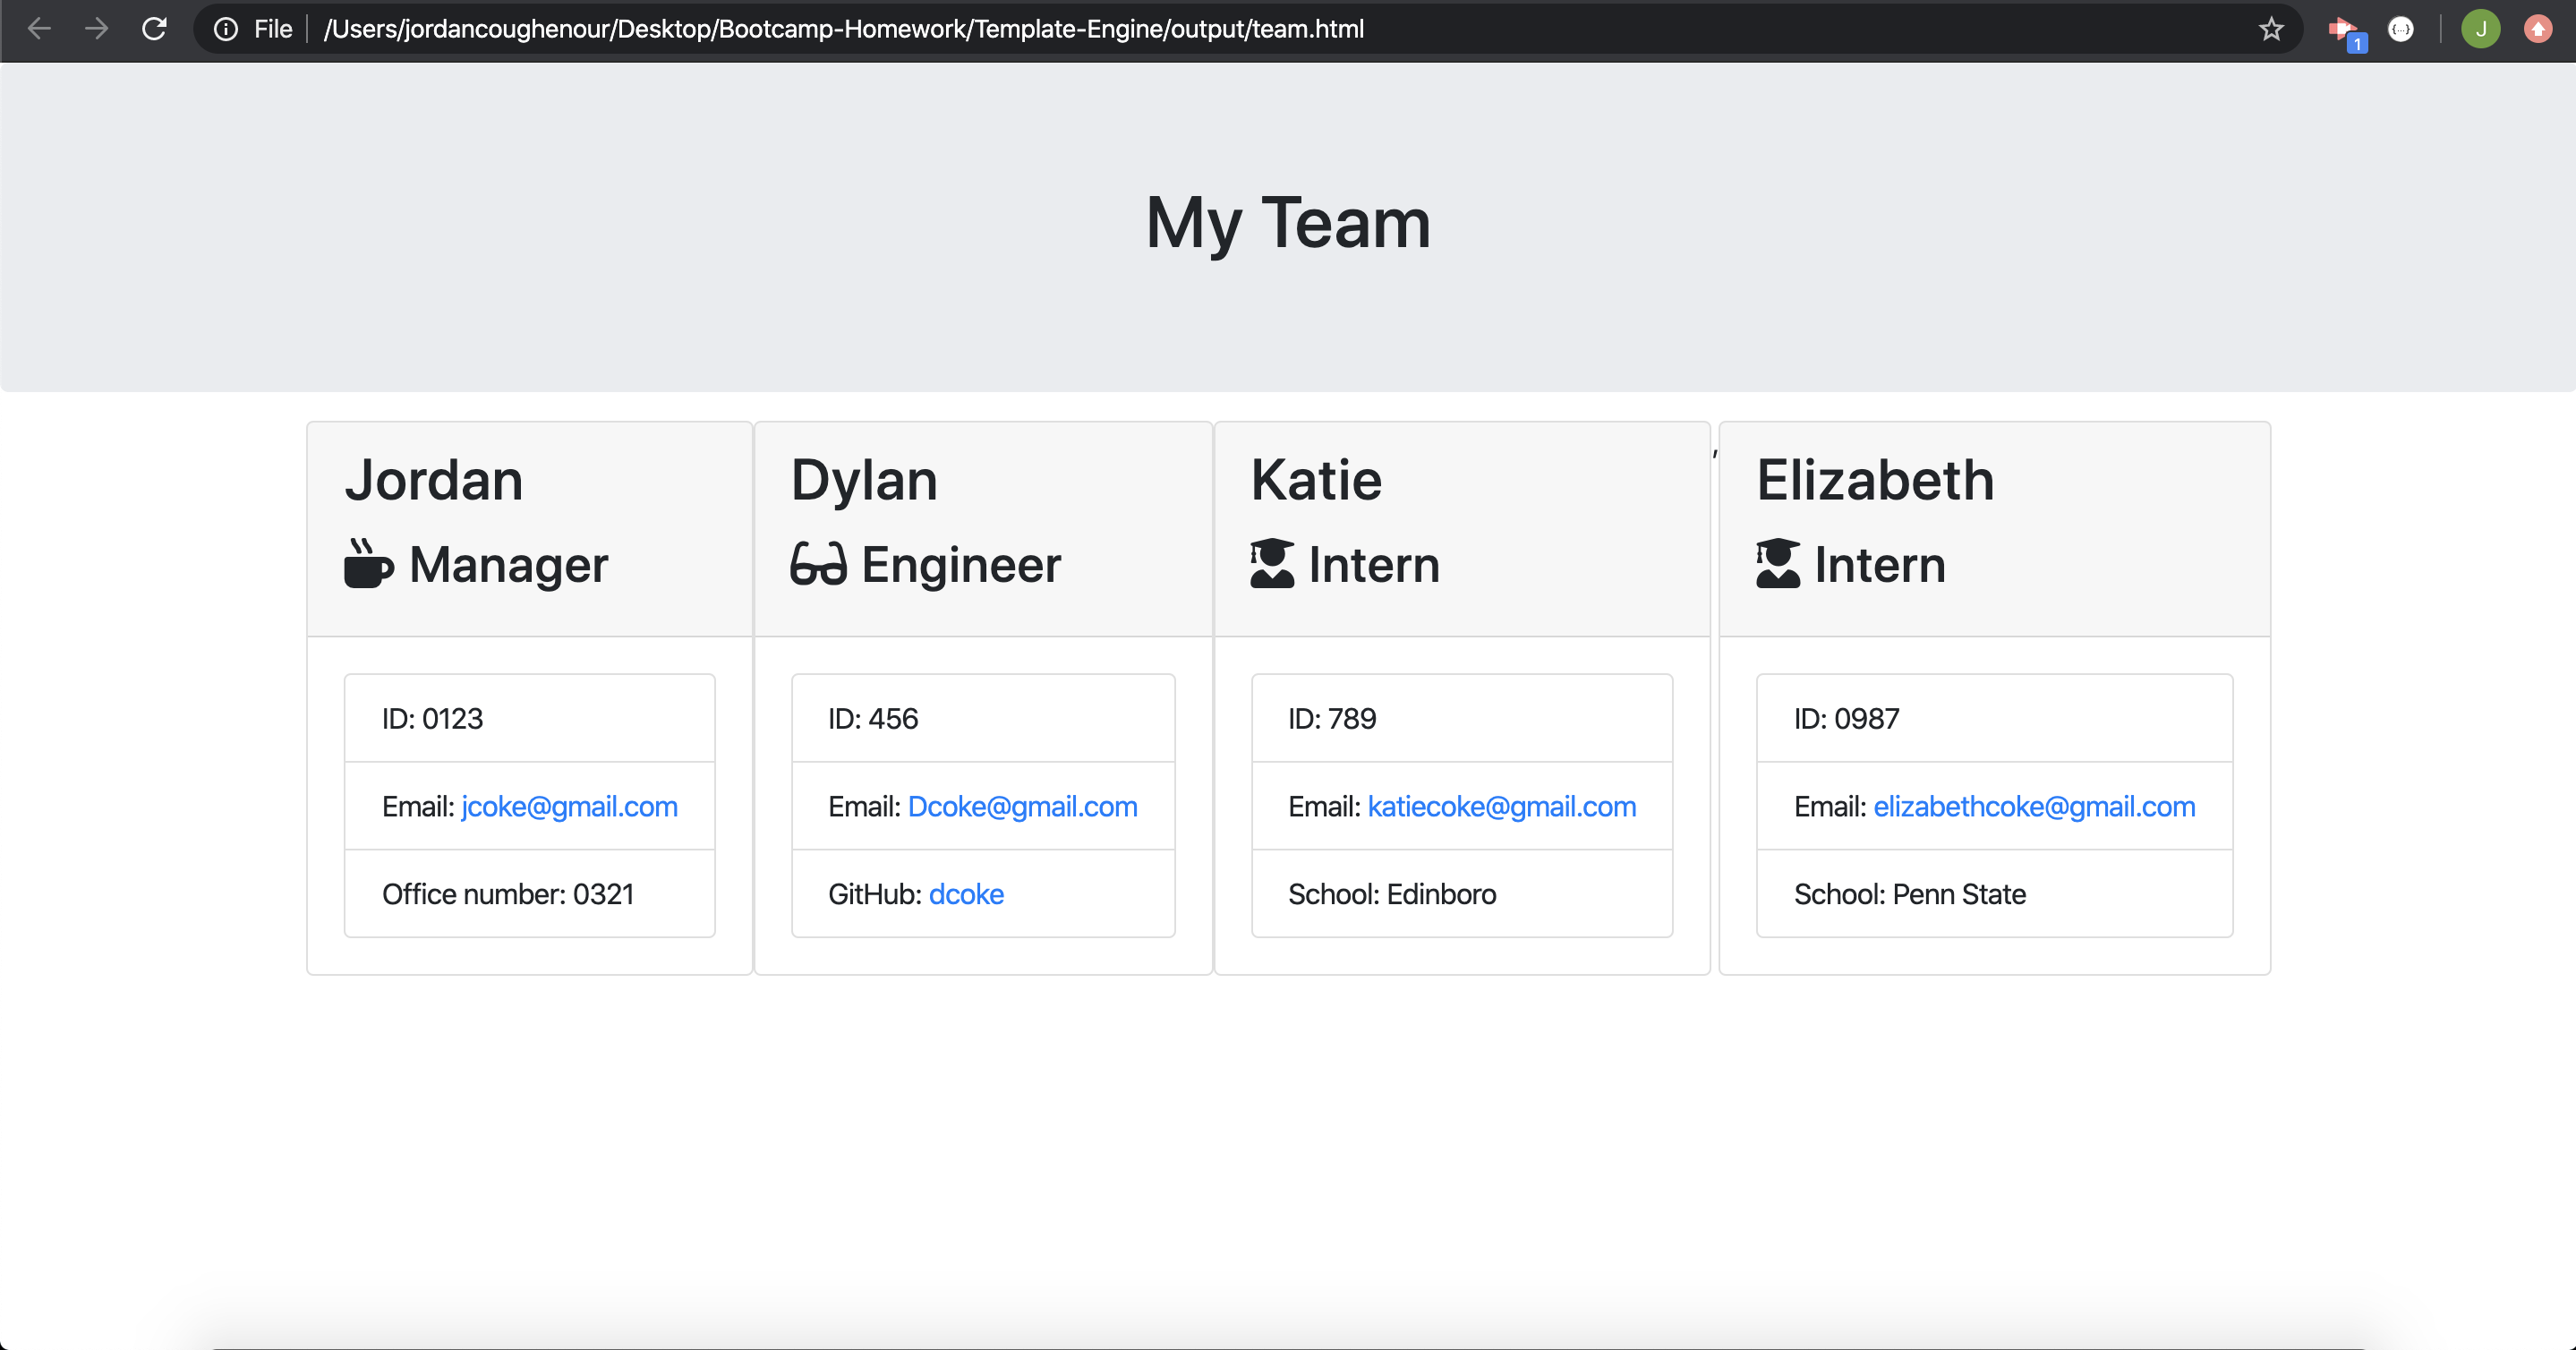 File /Users/jordancoughenour/Desktop/Bootcamp-Homework/Template-Engine/output/team.html
1
{...}
J
My Team
Jordan
Manager
ID: 0123
Email: jcoke@gmail.com
Office number: 0321
Dylan
Engineer
ID: 456
Email: Dcoke@gmail.com
GitHub: dcoke
Katie
Intern
ID: 789
Email: katiecoke@gmail.com
School: Edinboro
,
Elizabeth
Intern
ID: 0987
Email: elizabethcoke@gmail.com
School: Penn State